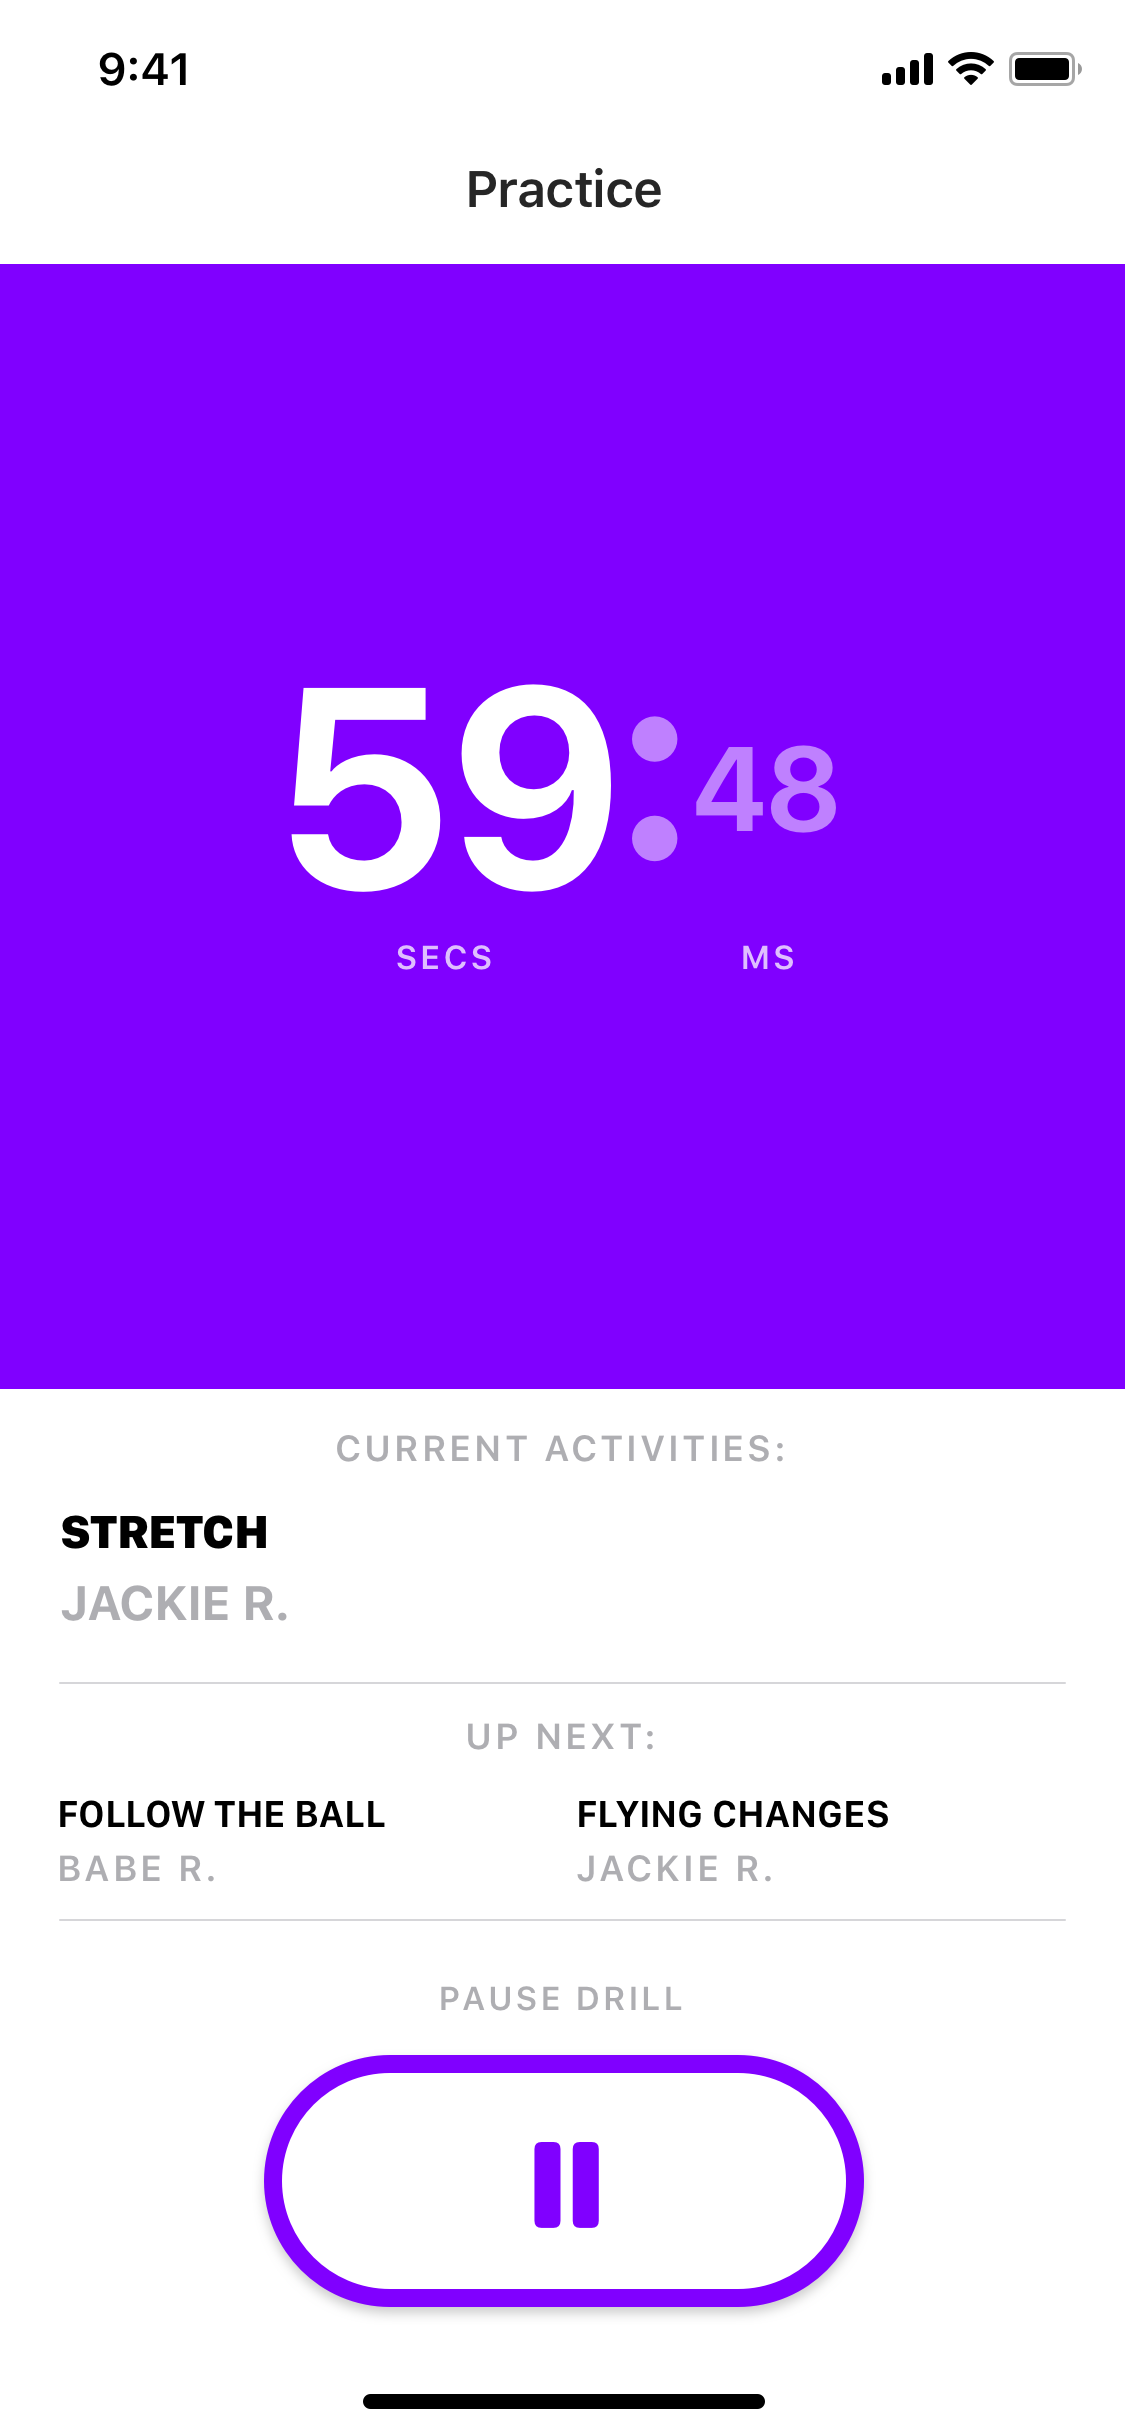 9:41
Practice
59:48
SECS MS
CURRENT ACTIVITIES:
STRETCH
JACKIE R.
UP NEXT:
FOLLOW THE BALL
BABE R.
FLYING CHANGES
JACKIE R.
PAUSE DRILL